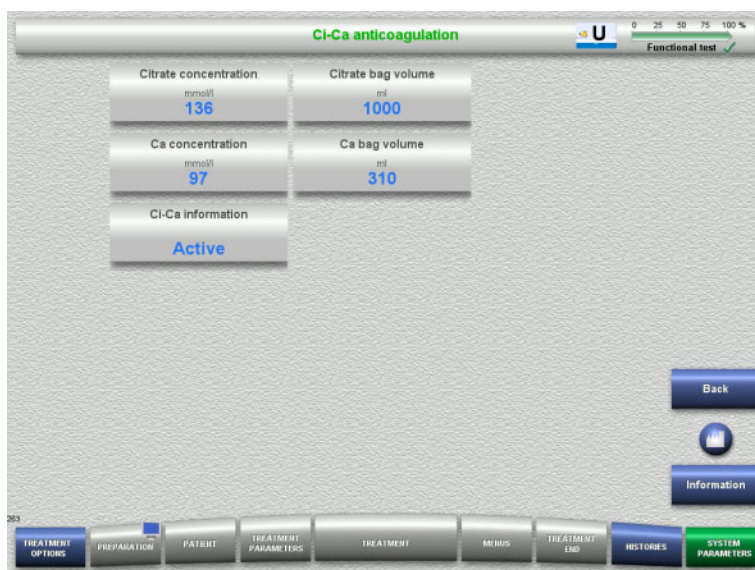 Ci-Ca anticoagulation
U
0 25 50 75 100 %
Functional test
Citrate concentration
mmol/l
136
Citrate bag volume
ml
1000
Ca concentration
mmol/l
97
Ca bag volume
ml
310
Ci-Ca information
Active
Back
Information
263
TREATMENT
OPTIONS
PREPARATION
PATIENT
TREATMENT
PARAMETERS
TREATMENT
MENUS
TREATMENT
END
HISTORIES
SYSTEM
PARAMETERS